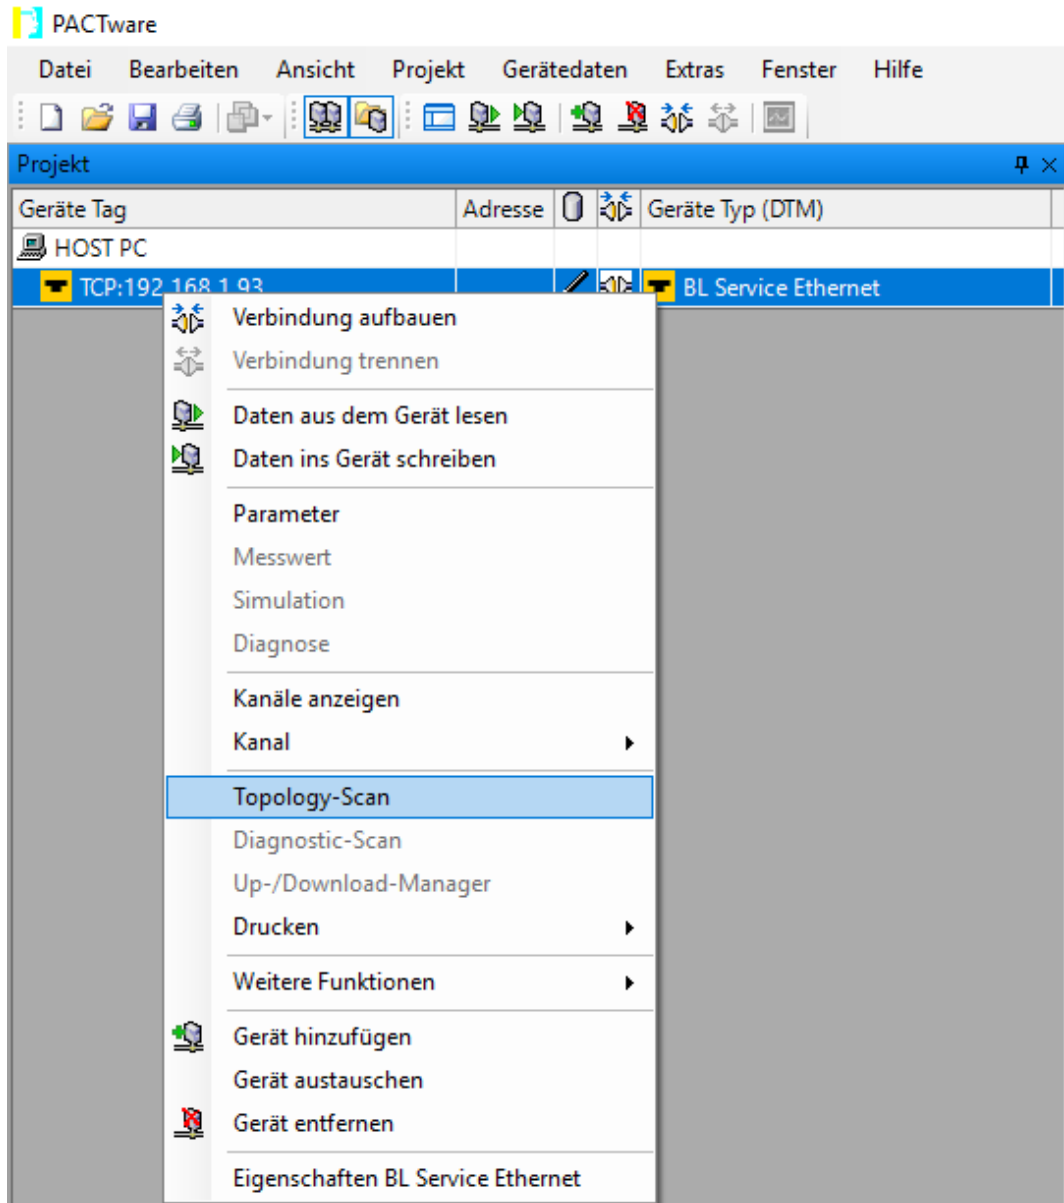 PACTware
Datei Bearbeiten Ansicht Projekt Gerätedaten Extras Fenster Hilfe
Projekt
Geräte Tag Adresse Geräte Typ (DTM)
HOST PC
TCP:192.168.1.93 BL Service Ethernet
Verbindung aufbauen
Verbindung trennen
Daten aus dem Gerät lesen
Daten ins Gerät schreiben
Parameter
Messwert
Simulation
Diagnose
Kanäle anzeigen
Kanal
Topology-Scan
Diagnostic-Scan
Up-/Download-Manager
Drucken
Weitere Funktionen
Gerät hinzufügen
Gerät austauschen
Gerät entfernen
Eigenschaften BL Service Ethernet